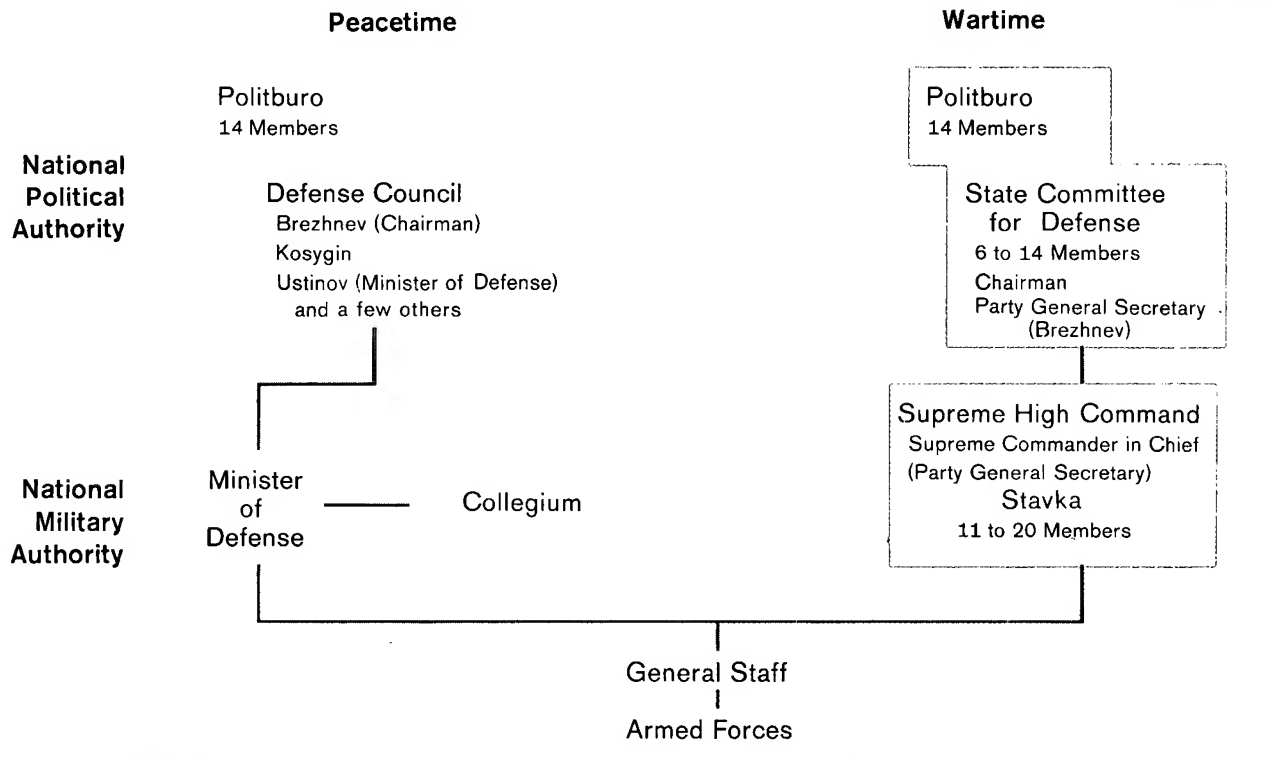 Peacetime
Wartime
Politburo
14 Members
Politburo
14 Members
National
Political
Authority
Defense Council
Brezhnev (Chairman)
Kosygin
Ustinov (Minister of Defense)
and a few others
State Committee
for Defense
6 to 14 Members
Chairman
Party General Secretary
(Brezhnev)
National
Military
Authority
Minister
of
Defense
Collegium
Supreme High Command
Supreme Commander in Chief
(Party General Secretary)
Stavka
11 to 20 Members
General Staff
Armed Forces